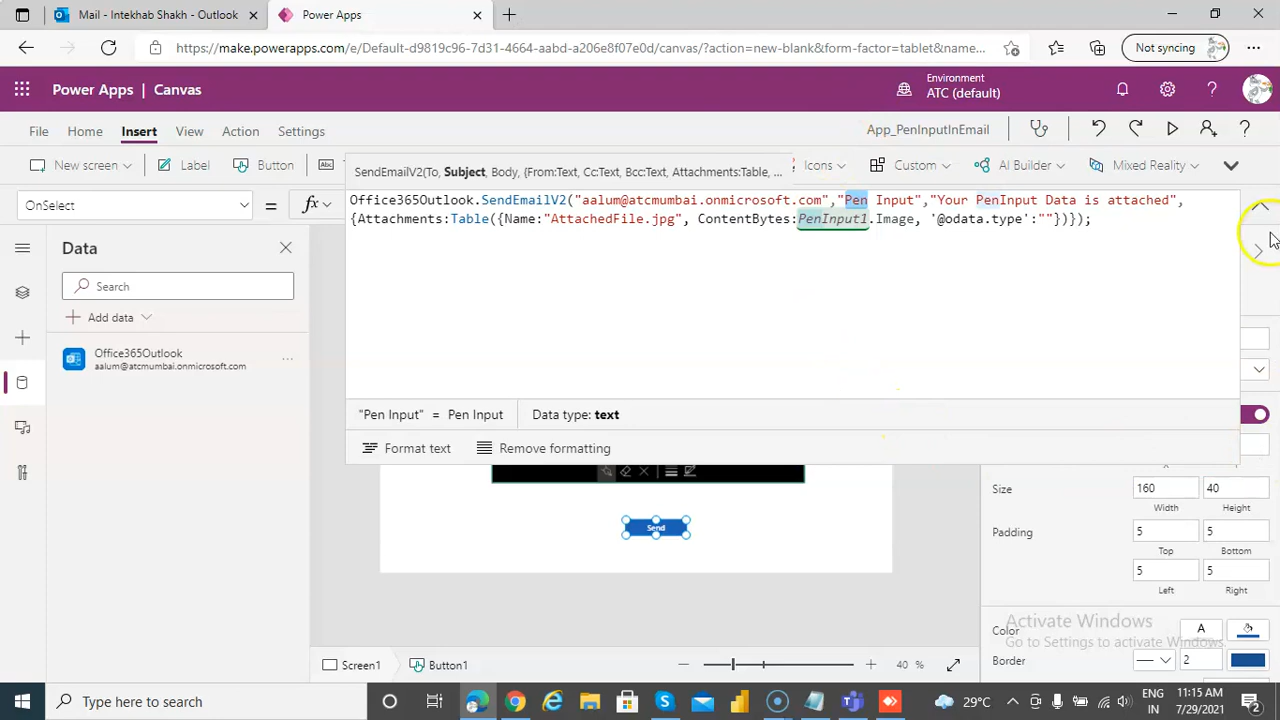 Mail - Intekhab Shakh - Outlook
Power Apps
https://make.powerapps.com/e/Default-d9819c96-7d31-4664-aabd-a206e8f07e0d/canvas/?action=new-blank&form-factor=tablet&name...
Not syncing
Power Apps | Canvas
Environment
ATC (default)
File Home Insert View Action Settings
App_PenInputInEmail
New screen Label Button Abc
Icons Custom AI Builder Mixed Reality
SendEmailV2(To, Subject, Body, {From:Text, Cc:Text, Bcc:Text, Attachments:Table, ...
OnSelect = fx
Office365Outlook.SendEmailV2("aalum@atcmumbai.onmicrosoft.com","Pen Input","Your PenInput Data is attached",
{Attachments:Table({Name:"AttachedFile.jpg", ContentBytes:PenInput1.Image, '@odata.type':""})});
Data
Search
Add data
Office365Outlook
aalum@atcmumbai.onmicrosoft.com
"Pen Input" = Pen Input Data type: text
Format text Remove formatting
Send
Size 160 40
Width Height
Padding 5 5
Top Bottom
5 5
Left Right
Activate Windows
Go to Settings to activate Windows.
Color A
Border 2
Screen1 Button1
40 %
Type here to search
29°C
ENG
IN
11:15 AM
7/29/2021
2